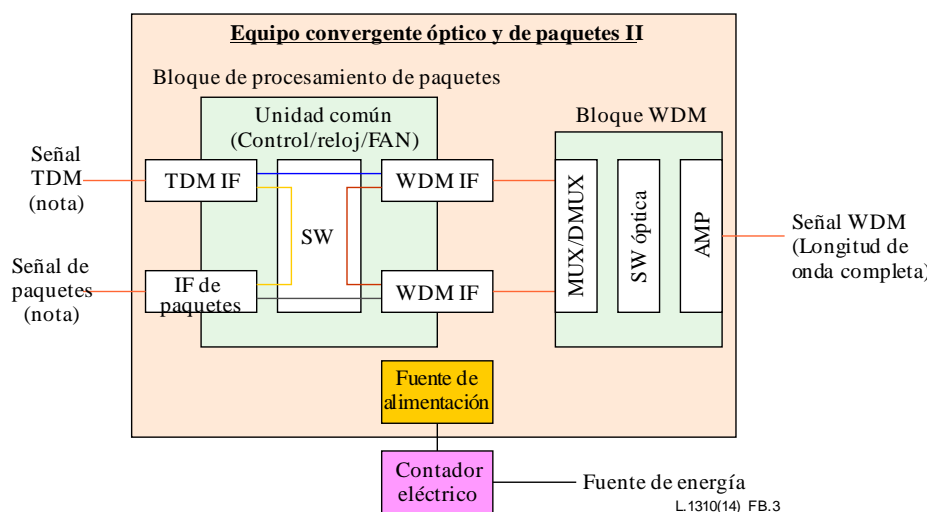 Equipo convergente óptico y de paquetes II
Bloque de procesamiento de paquetes
Unidad común
(Control/reloj/FAN)
Bloque WDM
Señal
TDM
(nota)
TDM IF
WDM IF
SW
Señal de
paquetes
(nota)
IF de
paquetes
WDM IF
MUX/DMUX
SW óptica
AMP
Señal WDM
(Longitud de
onda completa)
Fuente de
alimentación
Contador
eléctrico
Fuente de energía
L.1310(14)_FB.3